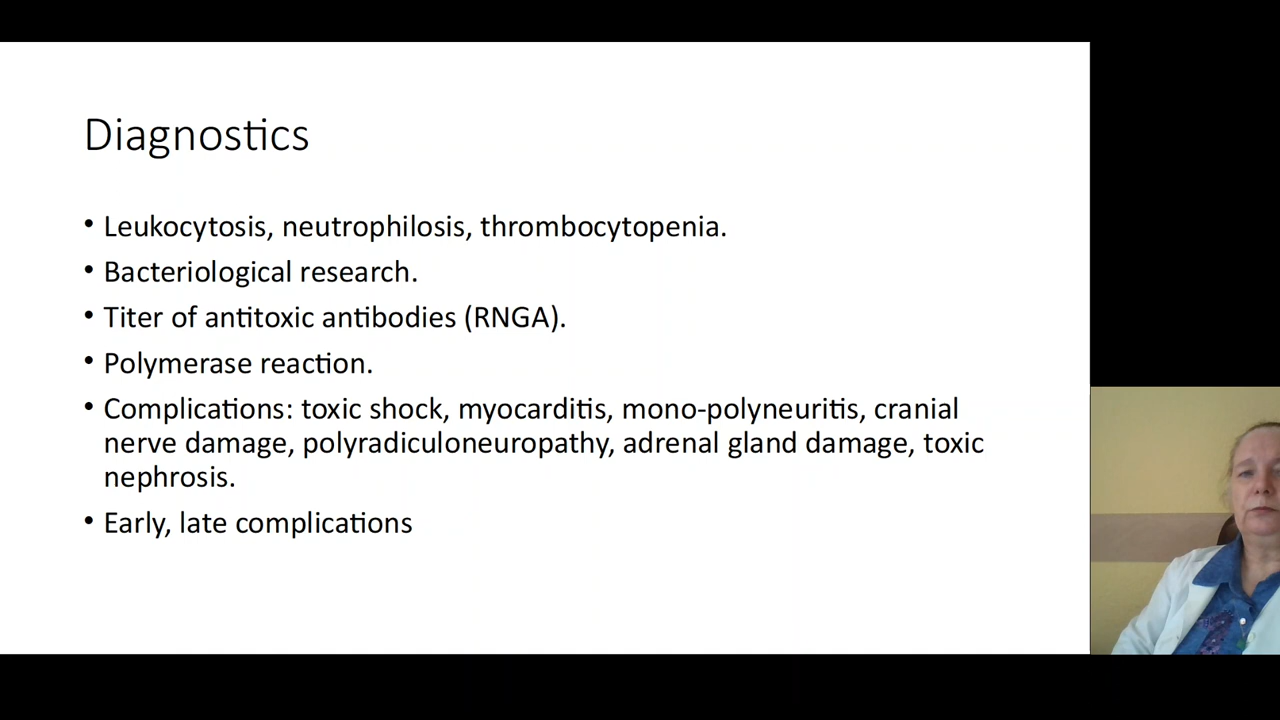 Diagnostics
• Leukocytosis, neutrophilosis, thrombocytopenia.
• Bacteriological research.
• Titer of antitoxic antibodies (RNGA).
• Polymerase reaction.
• Complications: toxic shock, myocarditis, mono-polyneuritis, cranial
nerve damage, polyradiculoneuropathy, adrenal gland damage, toxic
nephrosis.
• Early, late complications